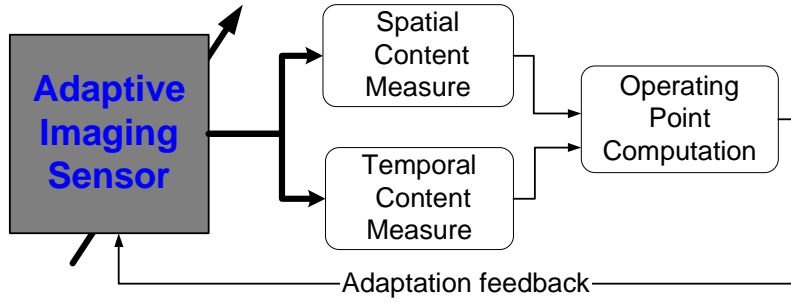 Adaptive
Imaging
Sensor
Spatial
Content
Measure
Temporal
Content
Measure
Operating
Point
Computation
Adaptation feedback